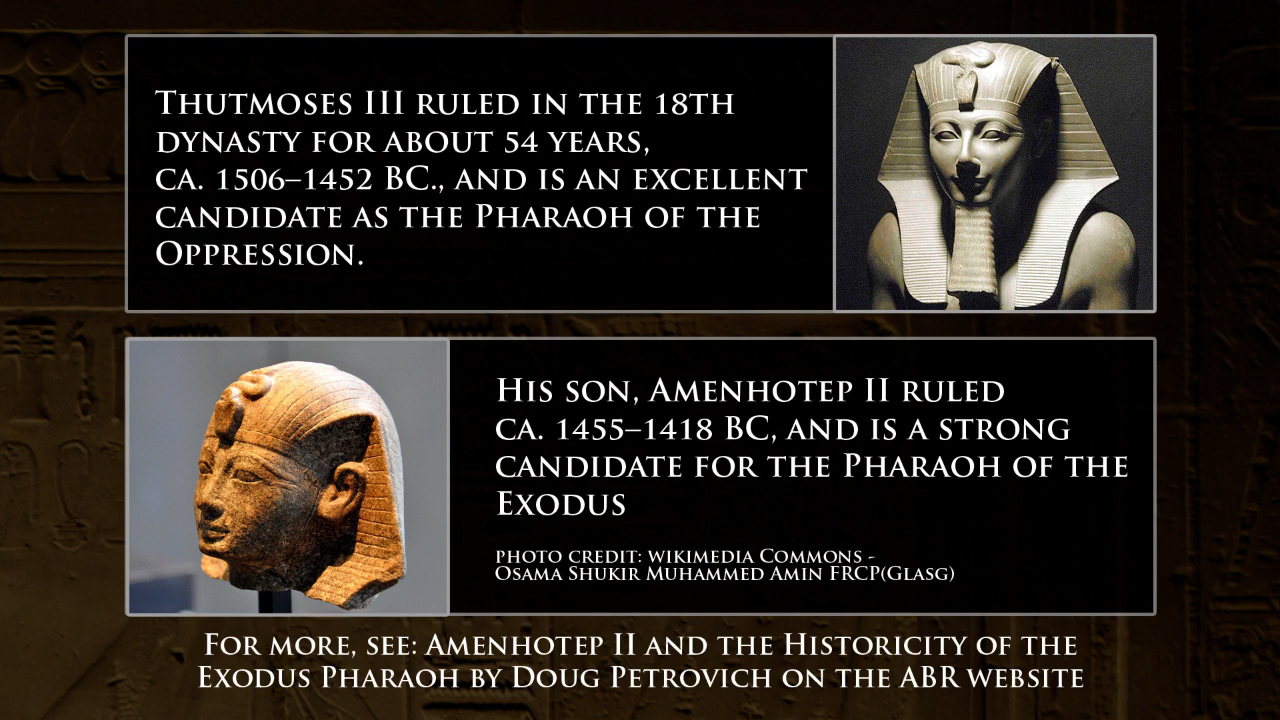 Thutmoses III ruled in the 18th
dynasty for about 54 years,
ca. 1506–1452 BC., and is an excellent
candidate as the Pharaoh of the
Oppression.
His son, Amenhotep II ruled
ca. 1455–1418 BC, and is a strong
candidate for the Pharaoh of the
Exodus
photo credit: wikimedia Commons -
Osama Shukir Muhammed Amin FRCP(Glasg)
For more, see: Amenhotep II and the Historicity of the
Exodus Pharaoh by Doug Petrovich on the ABR website